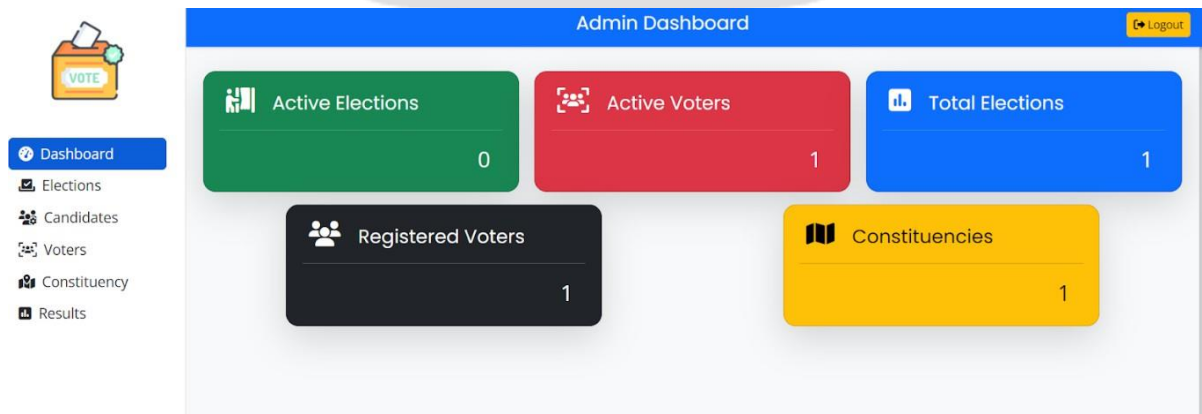 Admin Dashboard
Logout
VOTE
Dashboard
Elections
Candidates
Voters
Constituency
Results
Active Elections
0
Active Voters
1
Total Elections
1
Registered Voters
1
Constituencies
1